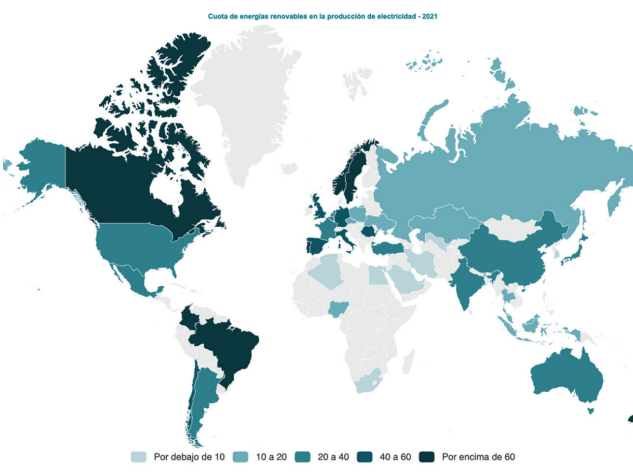 Cuota de energías renovables en la producción de electricidad - 2021
Por debajo de 10 10 a 20 20 a 40 40 a 60 Por encima de 60